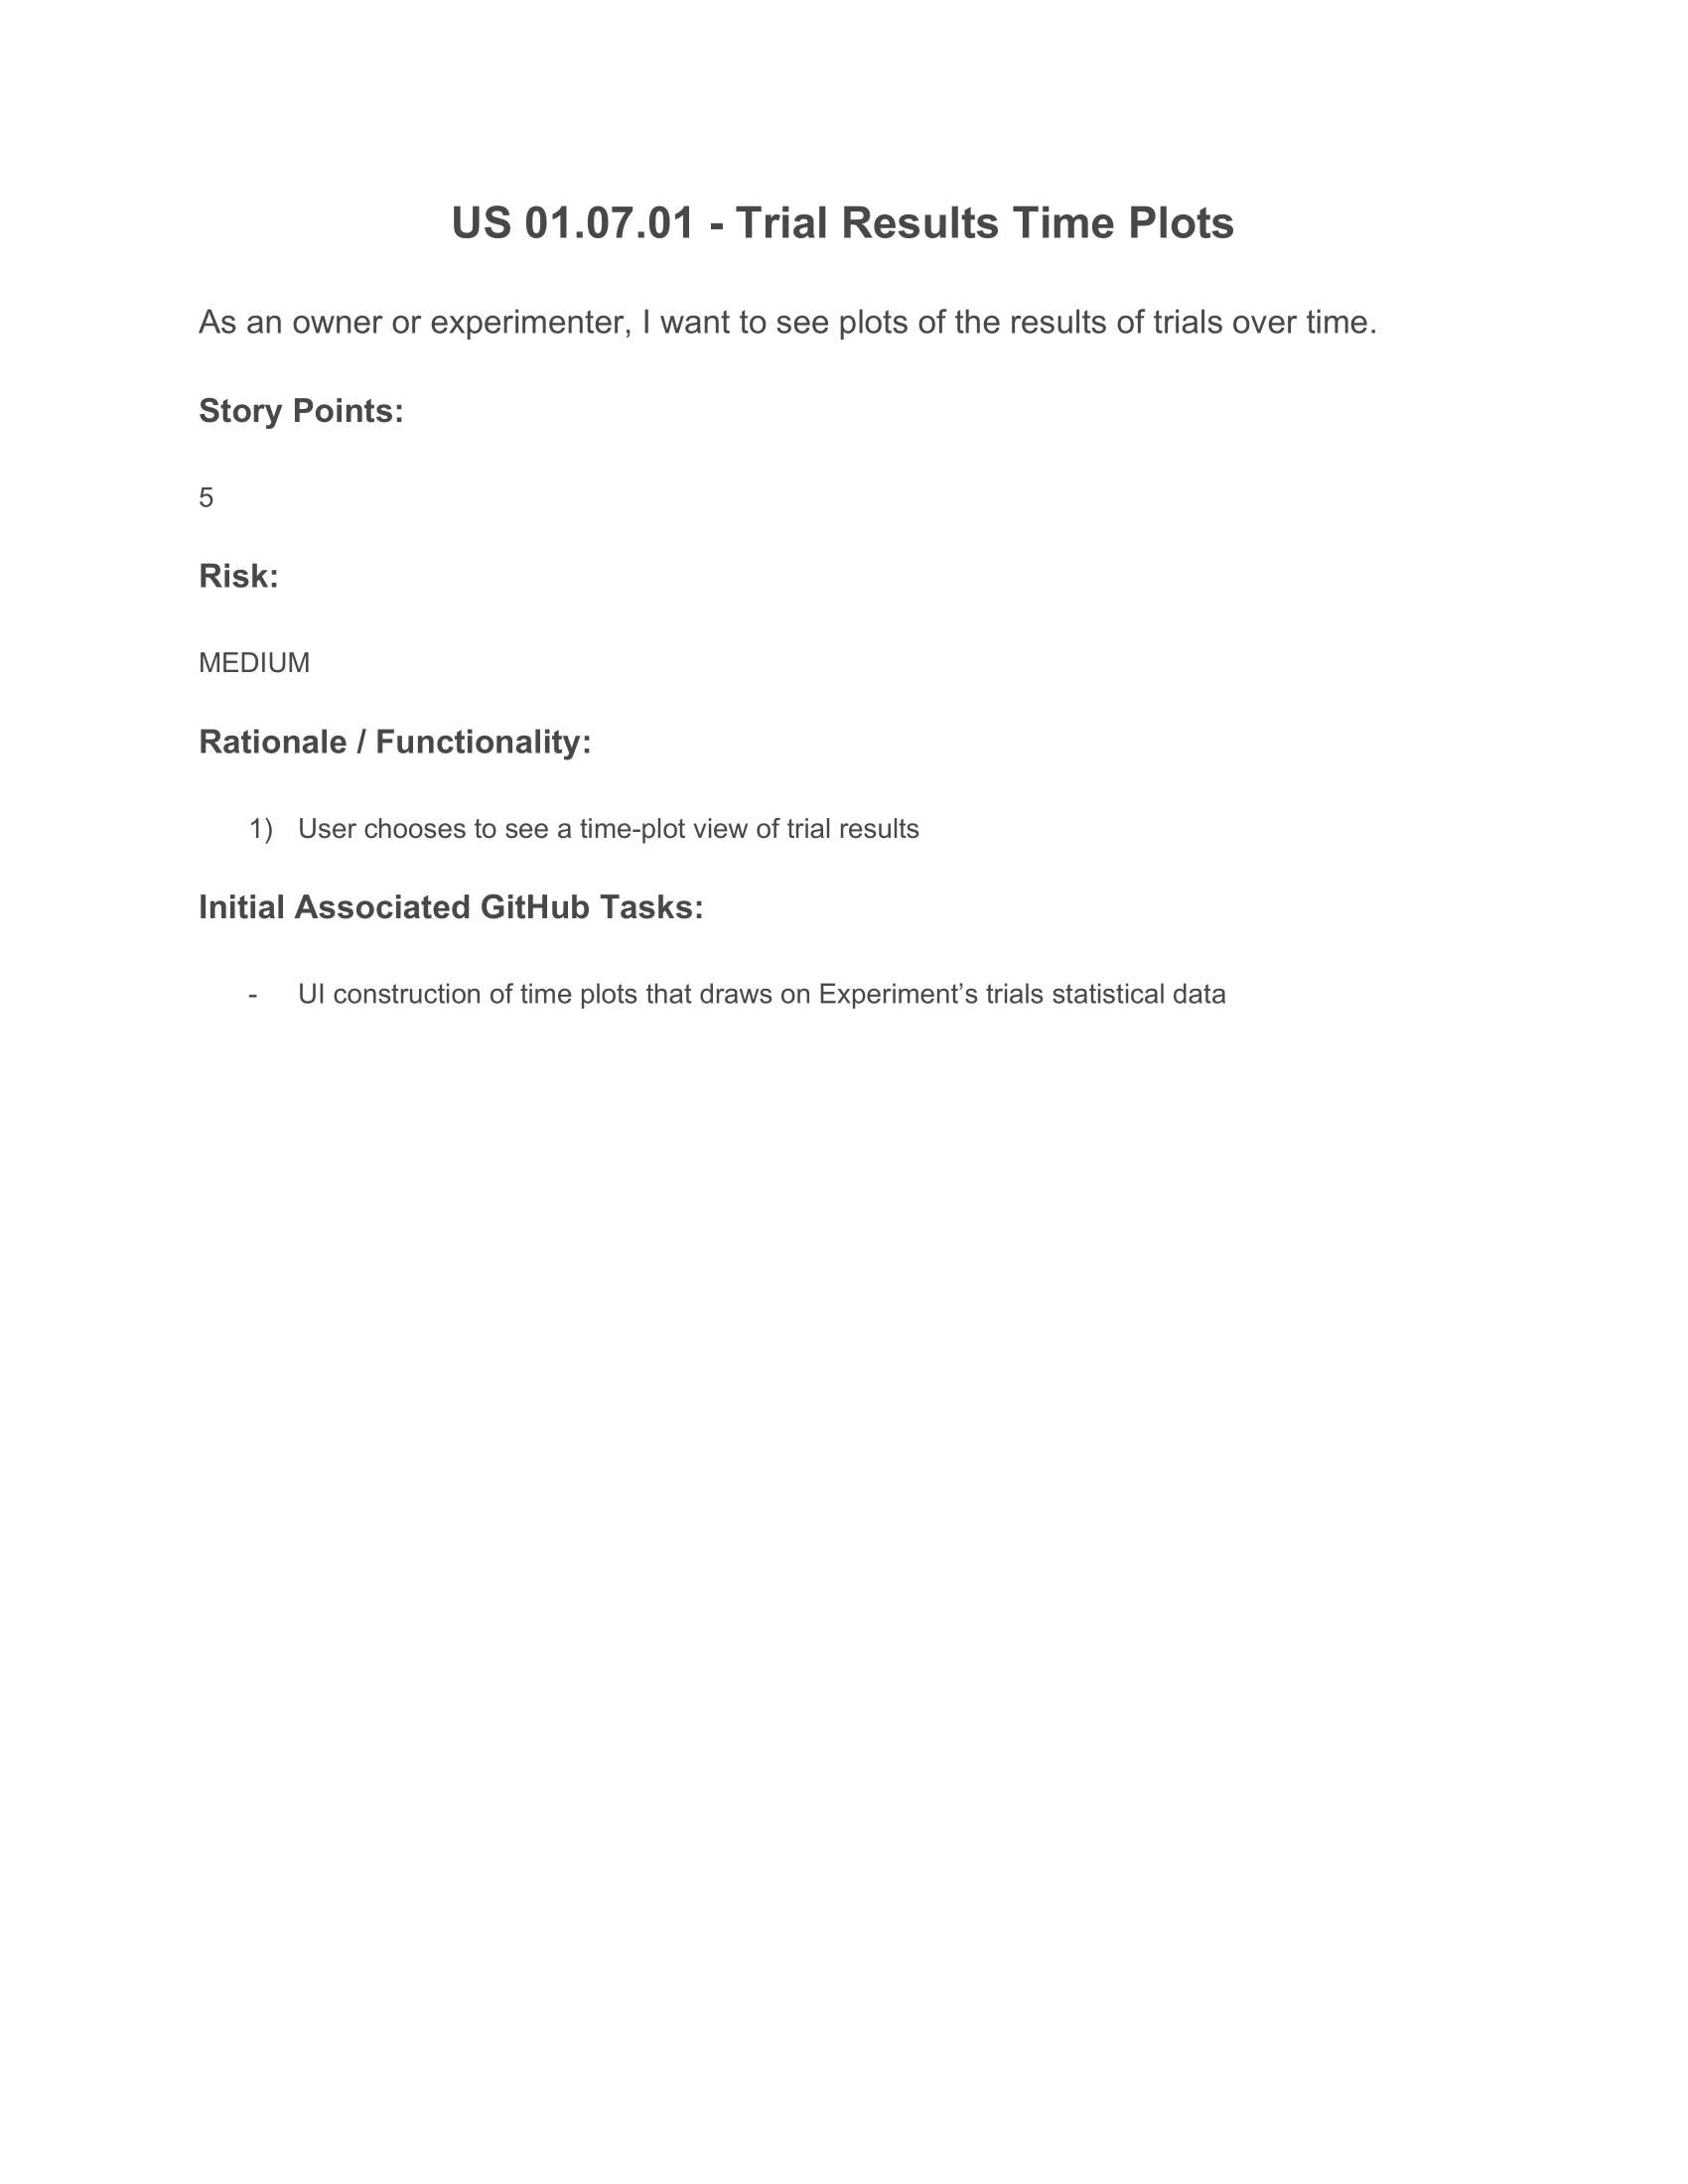 US 01.07.01 - Trial Results Time Plots
As an owner or experimenter, I want to see plots of the results of trials over time.
Story Points:
5
Risk:
MEDIUM
Rationale / Functionality:
1) User chooses to see a time-plot view of trial results
Initial Associated GitHub Tasks:
- UI construction of time plots that draws on Experiment’s trials statistical data